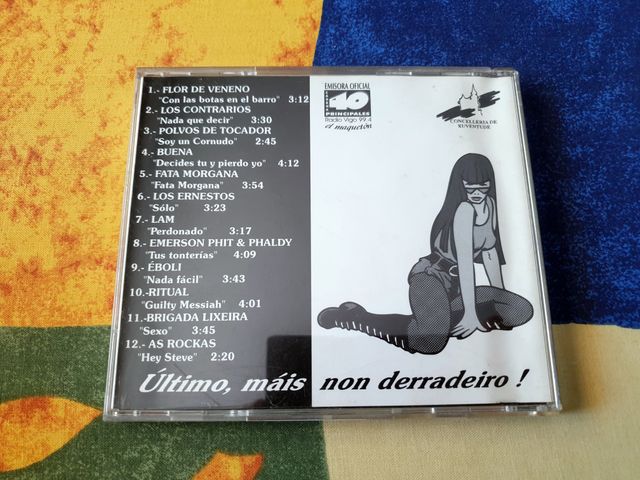 1.- FLOR DE VENENO
"Con las botas en el barro" 3:12
2.- LOS CONTRARIOS
"Nada que decir" 3:30
3.- POLVOS DE TOCADOR
"Soy un Cornudo" 2:45
4.- BUENA
"Decides tu y pierdo yo" 4:12
5.- FATA MORGANA
"Fata Morgana" 3:54
6.- LOS ERNESTOS
"Sólo" 3:23
7.- LAM
"Perdonado" 3:17
8.- EMERSON PHIT & PHALDY
"Tus tonterías" 4:09
9.- ÉBOLI
"Nada fácil" 3:43
10.-RITUAL
"Guilty Messiah" 4:01
11.-BRIGADA LIXEIRA
"Sexo" 3:45
12.- AS ROCKAS
"Hey Steve" 2:20
EMISORA OFICIAL
40
PRINCIPALES
Radio Vigo 99.4
el maquetón
CONCELLERIA DE
XUVENTUDE
Último, máis non derradeiro !